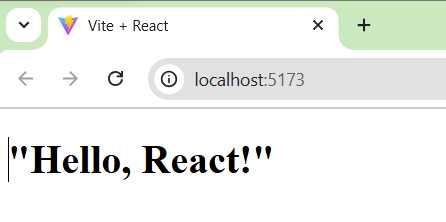 Vite + React
localhost:5173
"Hello, React!"